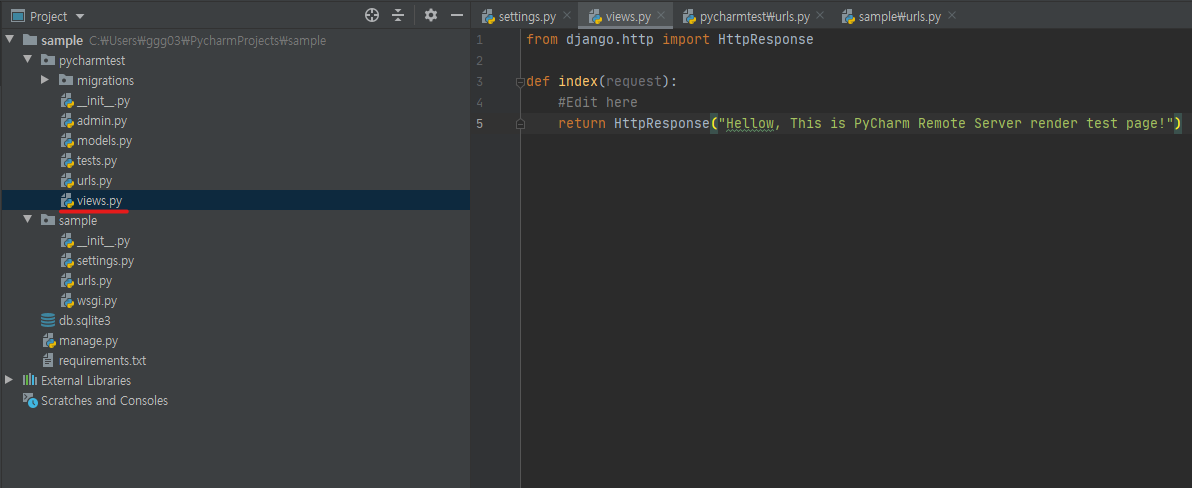 Project
sample C:₩Users₩ggg03₩PycharmProjects₩sample
pycharmtest
migrations
__init__.py
admin.py
models.py
tests.py
urls.py
views.py
sample
__init__.py
settings.py
urls.py
wsgi.py
db.sqlite3
manage.py
requirements.txt
External Libraries
Scratches and Consoles
settings.py views.py pycharmtest₩urls.py sample₩urls.py
1 from django.http import HttpResponse
2
3 def index(request):
4 #Edit here
5 return HttpResponse("Hellow, This is PyCharm Remote Server render test page!")